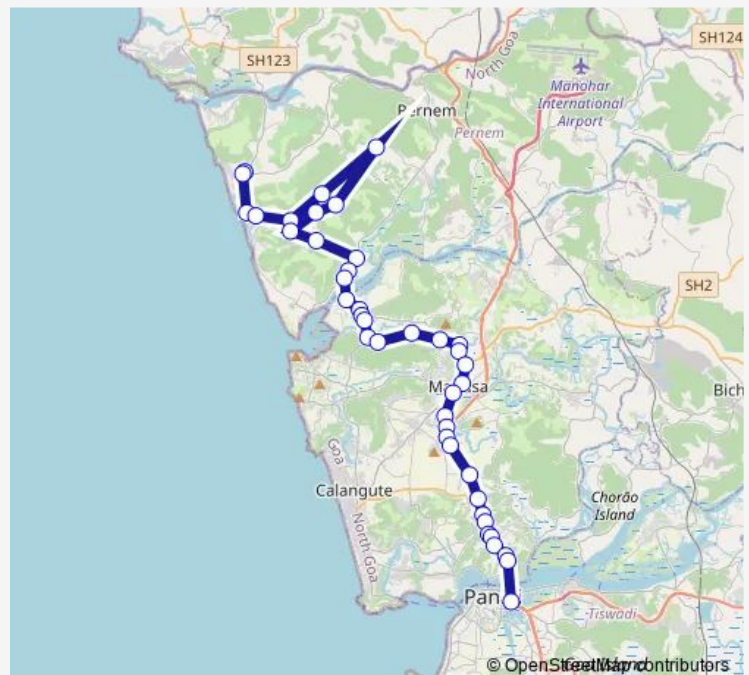 SH124
SH123
North Goa
Manohar
International
Airport
Pernem
Pernem
SH2
Bich
Goa
Calangute
Chorão
Island
North Goa
Tiswadi
© OpenStreetMap contributors